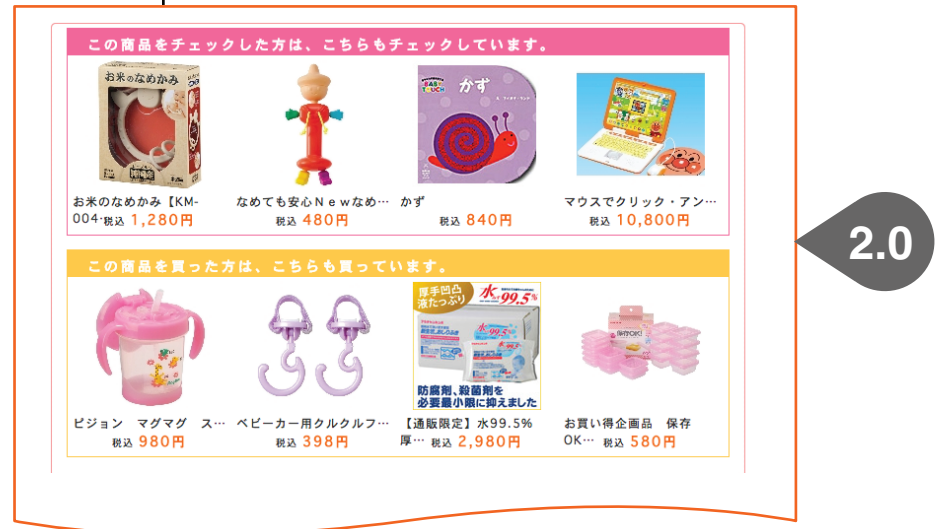 この商品をチェックした方は、こちらもチェックしています。
お米のなめかみ
かず
EASY TOUCH
お米のなめかみ【KM-
004…税込 1,280円
なめても安心Ｎｅｗなめ…
税込 480円
かず
税込 840円
マウスでクリック・アン…
税込 10,800円
2.0
この商品を買った方は、こちらも買っています。
厚手凹凸
液たっぷり
水99.5%
水99.5
保存OK!
防腐剤、殺菌剤を
必要最小限に抑えました
ピジョン　マグマグ　ス…
税込 980円
ベビーカー用クルクルフ…
税込 398円
【通販限定】水99.5%
厚… 税込 2,980円
お買い得企画品　保存
OK… 税込 580円